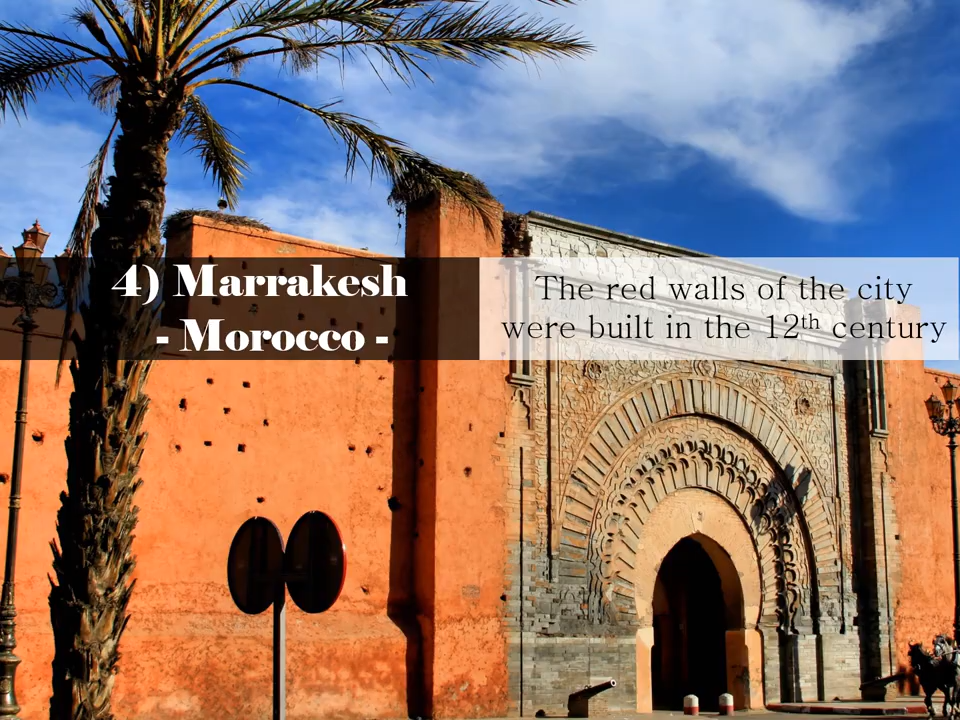 4) Marrakesh
- Morocco -
The red walls of the city
were built in the 12th century